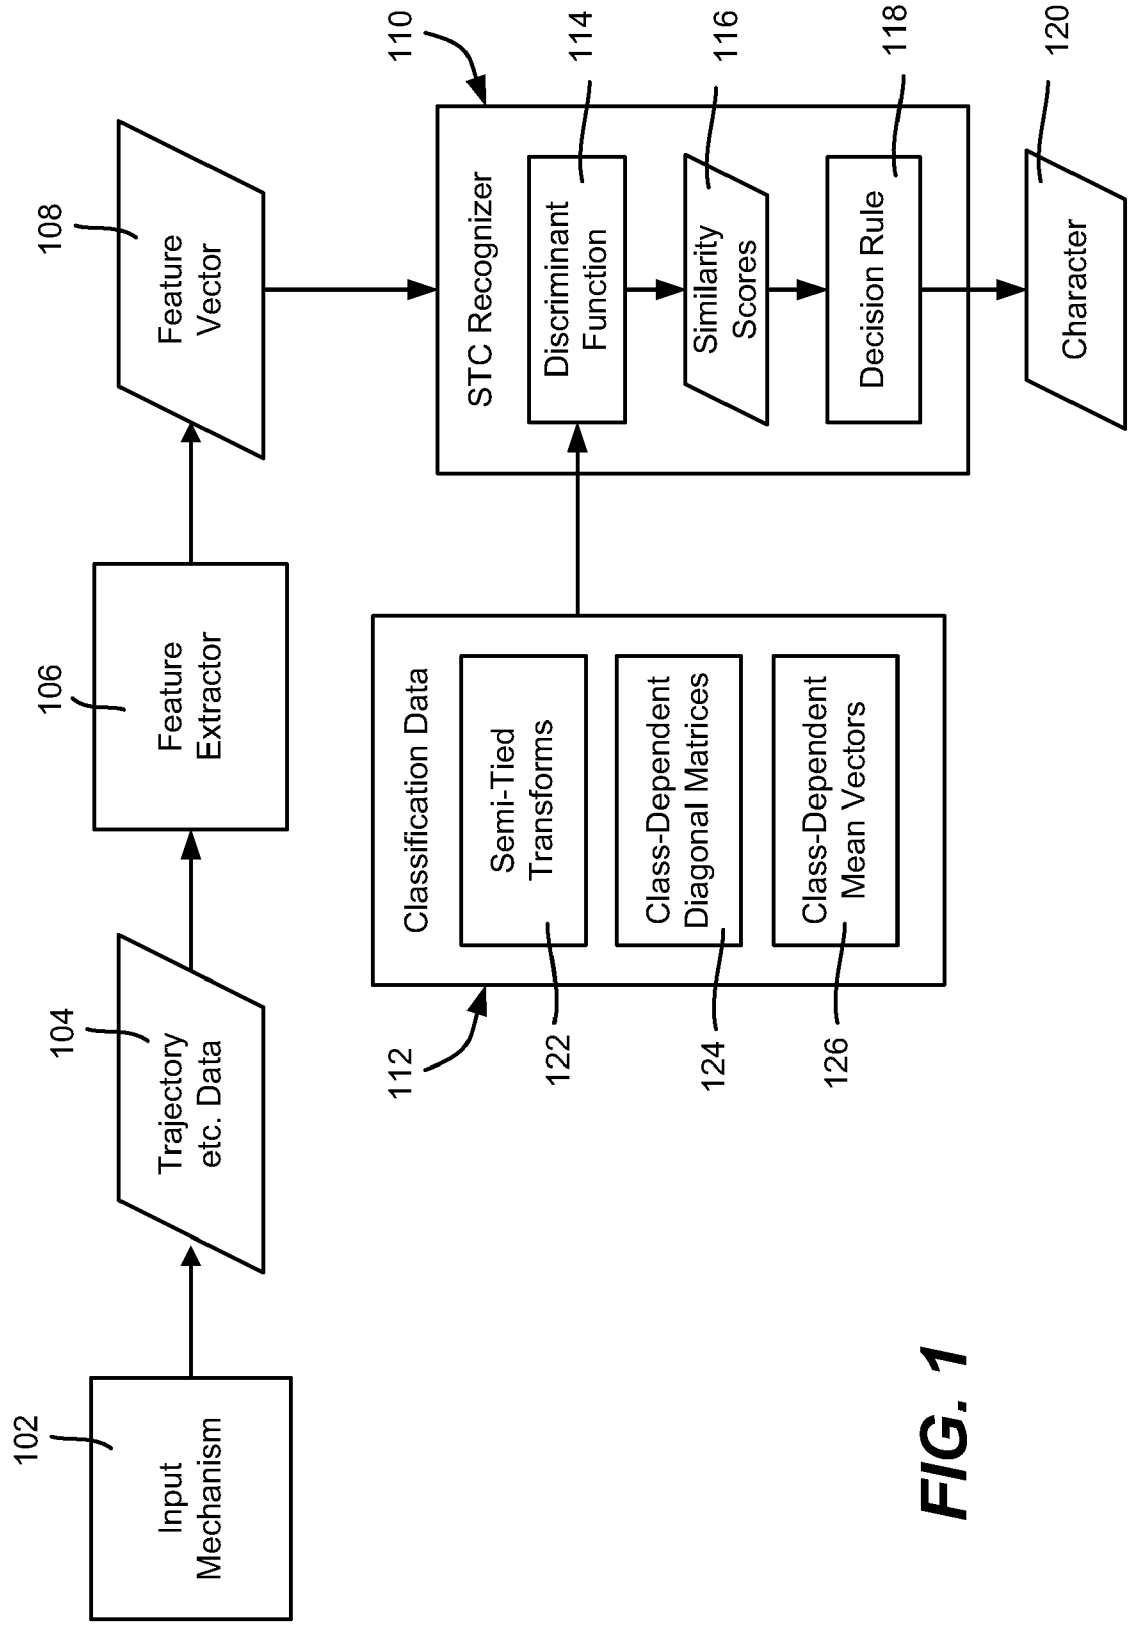 102
Input
Mechanism
104
Trajectory
etc. Data
106
Feature
Extractor
108
Feature
Vector
110
STC Recognizer
114
Discriminant
Function
116
Similarity
Scores
118
Decision Rule
120
Character
112
Classification Data
122
Semi-Tied
Transforms
124
Class-Dependent
Diagonal Matrices
126
Class-Dependent
Mean Vectors
FIG. 1